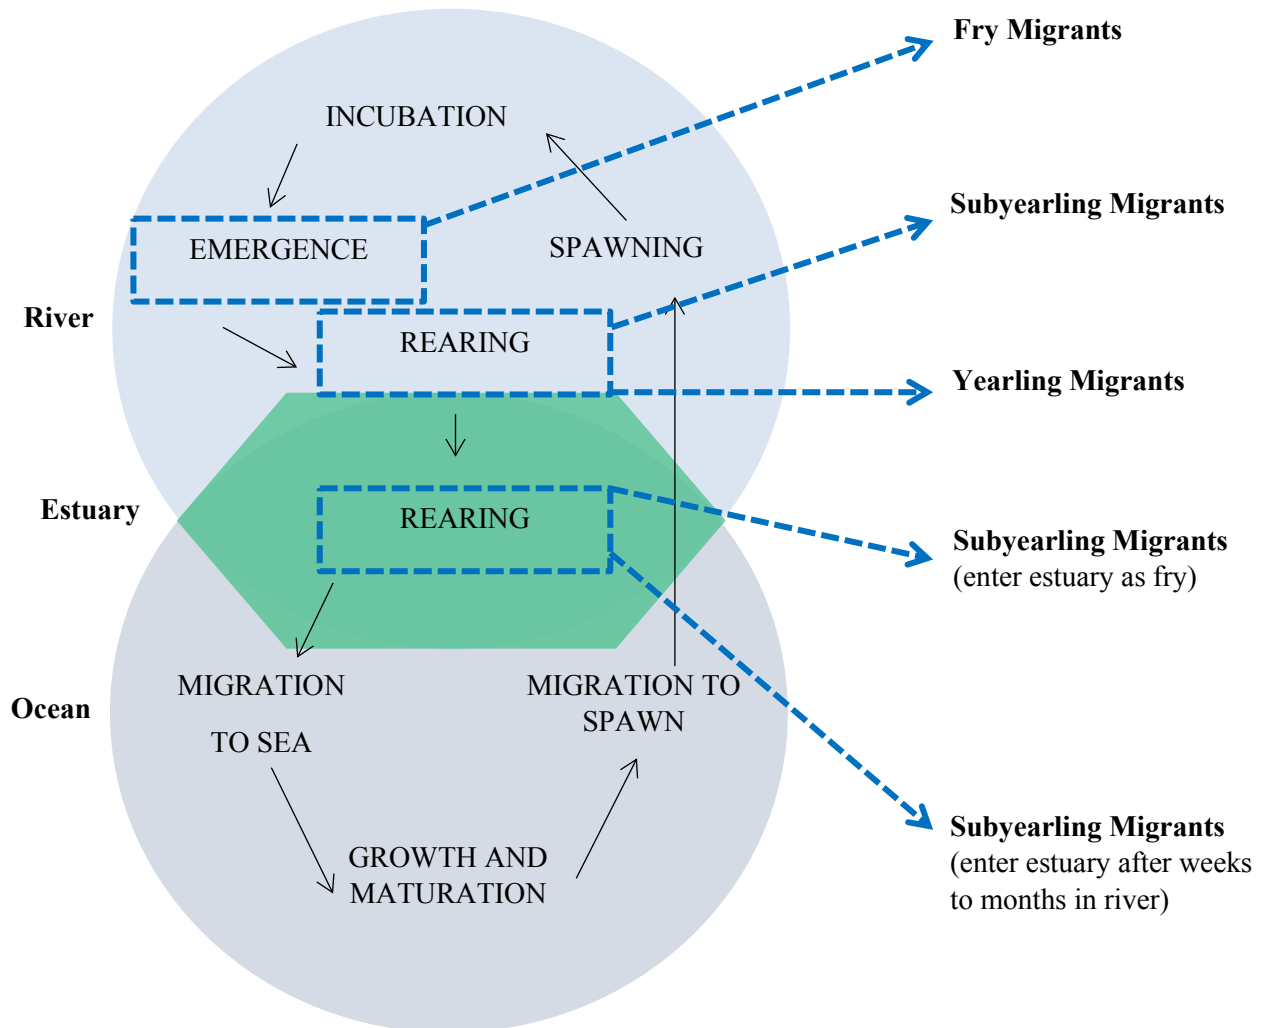 Fry Migrants
INCUBATION
Subyearling Migrants
EMERGENCE
SPAWNING
River
REARING
Yearling Migrants
Estuary
REARING
Subyearling Migrants
(enter estuary as fry)
Ocean
MIGRATION
TO SEA
MIGRATION TO
SPAWN
GROWTH AND
MATURATION
Subyearling Migrants
(enter estuary after weeks
to months in river)